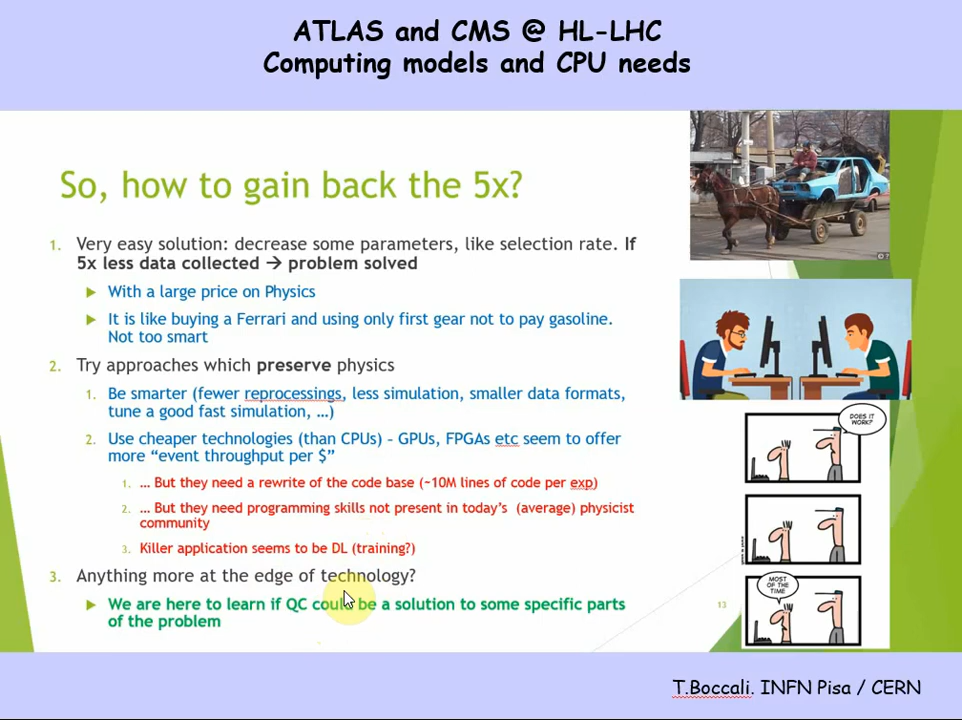 ATLAS and CMS @ HL-LHC
Computing models and CPU needs
So, how to gain back the 5x?
1. Very easy solution: decrease some parameters, like selection rate. If
5x less data collected → problem solved
▶ With a large price on Physics
▶ It is like buying a Ferrari and using only first gear not to pay gasoline.
Not too smart
2. Try approaches which preserve physics
1. Be smarter (fewer reprocessings, less simulation, smaller data formats,
tune a good fast simulation, …)
2. Use cheaper technologies (than CPUs) – GPUs, FPGAs etc seem to offer
more “event throughput per $”
1. … But they need a rewrite of the code base (~10M lines of code per exp)
2. … But they need programming skills not present in today’s (average) physicist
community
3. Killer application seems to be DL (training?)
3. Anything more at the edge of technology?
▶ We are here to learn if QC could be a solution to some specific parts
of the problem
DOES IT
WORK?
MOST
OF THE
TIME
13
T.Boccali. INFN Pisa / CERN